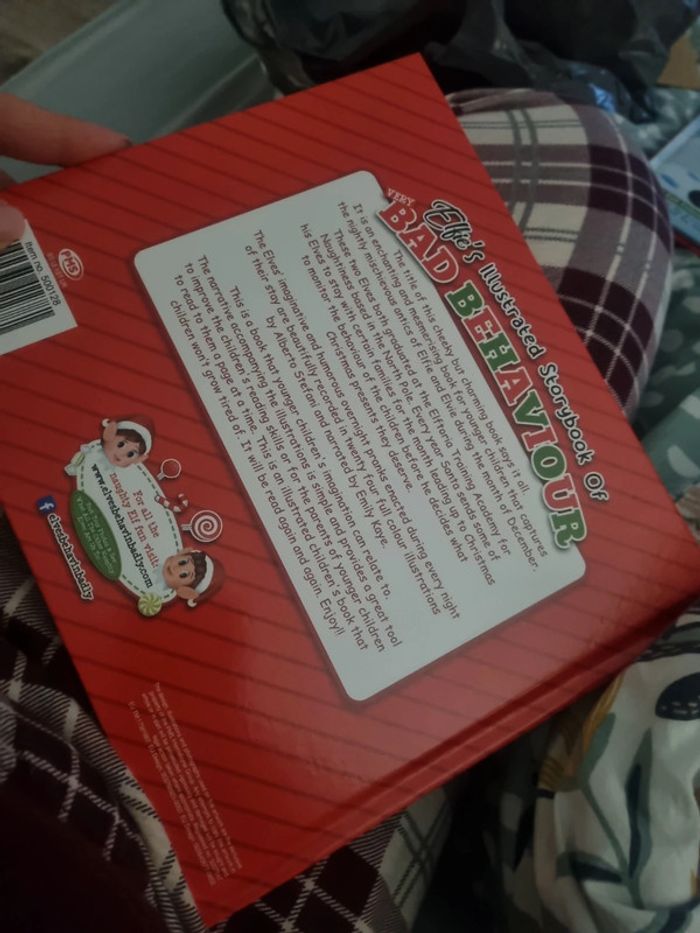 Elfie's Illustrated Storybook Of
VERY
BAD BEHAVIOUR
The title of this cheeky but charming book says it all.
It is an enchanting and mesmerising book for younger children that captures
the nightly mischievous antics of Elfie and Elvie during the month of December.
These two Elves both graduated at the Elftoria Training Academy for
Naughtiness based in the North Pole. Every year Santa sends some of
his Elves to stay with certain families for the month leading up to Christmas
to monitor the behaviour of the children before he decides what
Christmas presents they deserve.
The Elves' imaginative and humorous overnight pranks enacted during every night
of their stay are beautifully recorded in twenty four full colour illustrations
by Alberto Stefani and narrated by Emily Kaye.
This is a book that younger children's imagination can relate to.
The narrative accompanying the illustrations is simple and provides a great tool
to improve the children's reading skills or for the parents of younger children
to read to them a page at a time. This is an illustrated children's book that
children won't grow tired of. It will be read again and again. Enjoy!!
PMS
Item no. 500128
For all the
naughty Elf fun visit:
www.elvesbehavinbadly.com
f elvesbehavinbadly